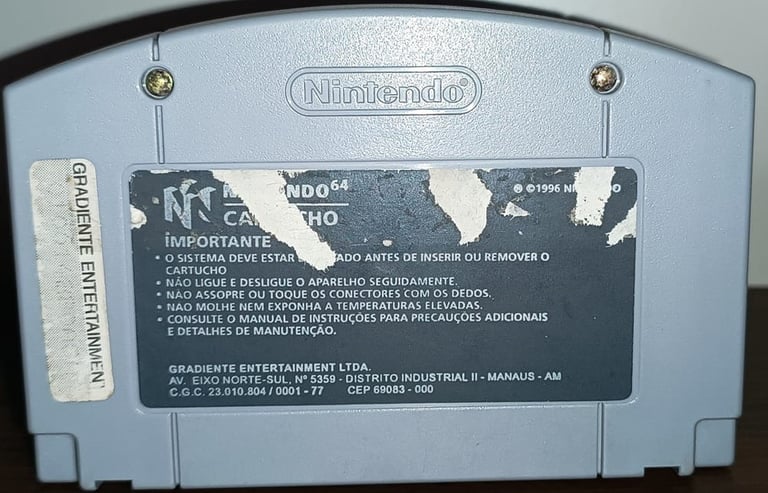 Nintendo®
GRADIENTE ENTERTAINMEN
64
® ©1996
IMPORTANTE
• O SISTEMA DEVE ESTAR ANTES DE INSERIR OU REMOVER O
CARTUCHO
• NÃO LIGUE E DESLIGUE O APARELHO SEGUIDAMENTE.
• NÃO ASSOPRE OU TOQUE OS CONECTORES COM OS DEDOS.
• NÃO MOLHE NEM EXPONHA A TEMPERATURAS ELEVADAS.
• CONSULTE O MANUAL DE INSTRUÇÕES PARA PRECAUÇÕES ADICIONAIS
E DETALHES DE MANUTENÇÃO.
GRADIENTE ENTERTAINMENT LTDA.
AV. EIXO NORTE-SUL, Nº 5359 - DISTRITO INDUSTRIAL II - MANAUS - AM
C.G.C. 23.010.804 / 0001 - 77 CEP 69083 - 000